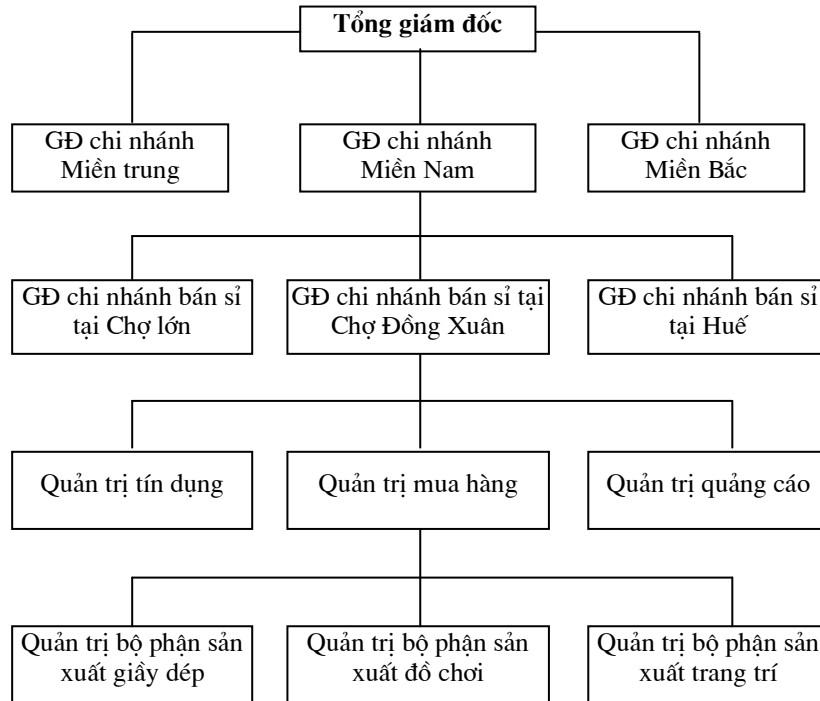 Tổng giám đốc
GĐ chi nhánh
Miền trung
GĐ chi nhánh
Miền Nam
GĐ chi nhánh
Miền Bắc
GĐ chi nhánh bán sỉ
tại Chợ lớn
GĐ chi nhánh bán sỉ tại
Chợ Đồng Xuân
GĐ chi nhánh bán sỉ
tại Huế
Quản trị tín dụng
Quản trị mua hàng
Quản trị quảng cáo
Quản trị bộ phận sản
xuất giầy dép
Quản trị bộ phận sản
xuất đồ chơi
Quản trị bộ phận sản
xuất trang trí